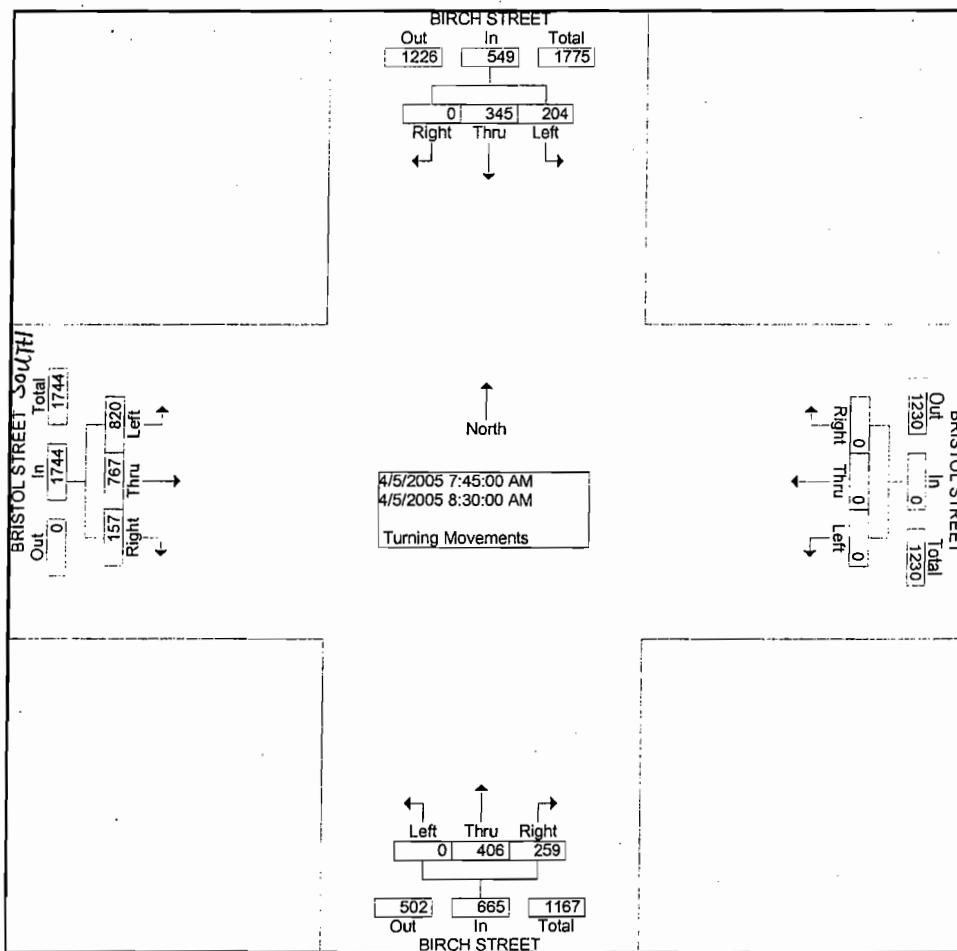 BIRCH STREET
Out In Total
1226 549 1775
0 345 204
Right Thru Left
BRISTOL STREET SOUTH
Out In Total
0 1744 1744
157 767 820
Right Thru Left
North
4/5/2005 7:45:00 AM
4/5/2005 8:30:00 AM
Turning Movements
Right Thru Left
0 0 0
Out In Total
1230 0 1230
BRISTOL STREET
Left Thru Right
0 406 259
502 665 1167
Out In Total
BIRCH STREET